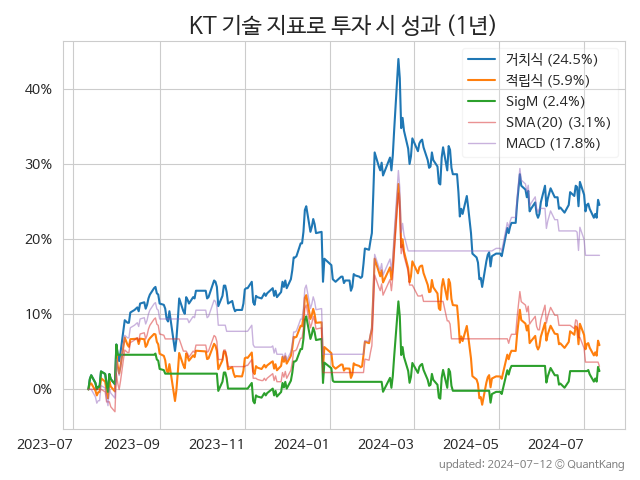 KT 기술 지표로 투자 시 성과 (1년)
거치식 (24.5%)
적립식 (5.9%)
SigM (2.4%)
SMA(20) (3.1%)
MACD (17.8%)
40%
30%
20%
10%
0%
2023-07 2023-09 2023-11 2024-01 2024-03 2024-05 2024-07
updated: 2024-07-12 © QuantKang